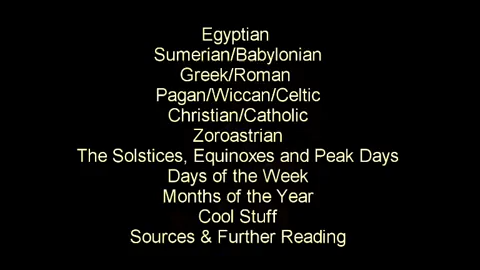 Egyptian
Sumerian/Babylonian
Greek/Roman
Pagan/Wiccan/Celtic
Christian/Catholic
Zoroastrian
The Solstices, Equinoxes and Peak Days
Days of the Week
Months of the Year
Cool Stuff
Sources & Further Reading